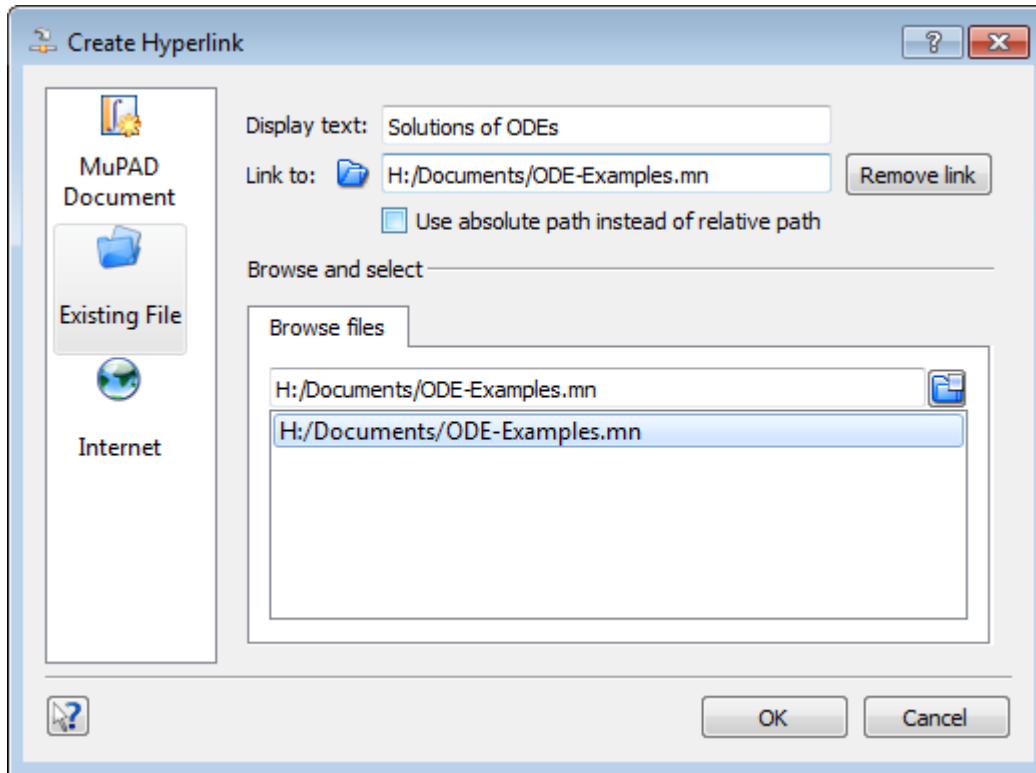 Create Hyperlink
MuPAD
Document
Existing File
Internet
Display text: Solutions of ODEs
Link to: H:/Documents/ODE-Examples.mn Remove link
Use absolute path instead of relative path
Browse and select
Browse files
H:/Documents/ODE-Examples.mn
H:/Documents/ODE-Examples.mn
OK Cancel